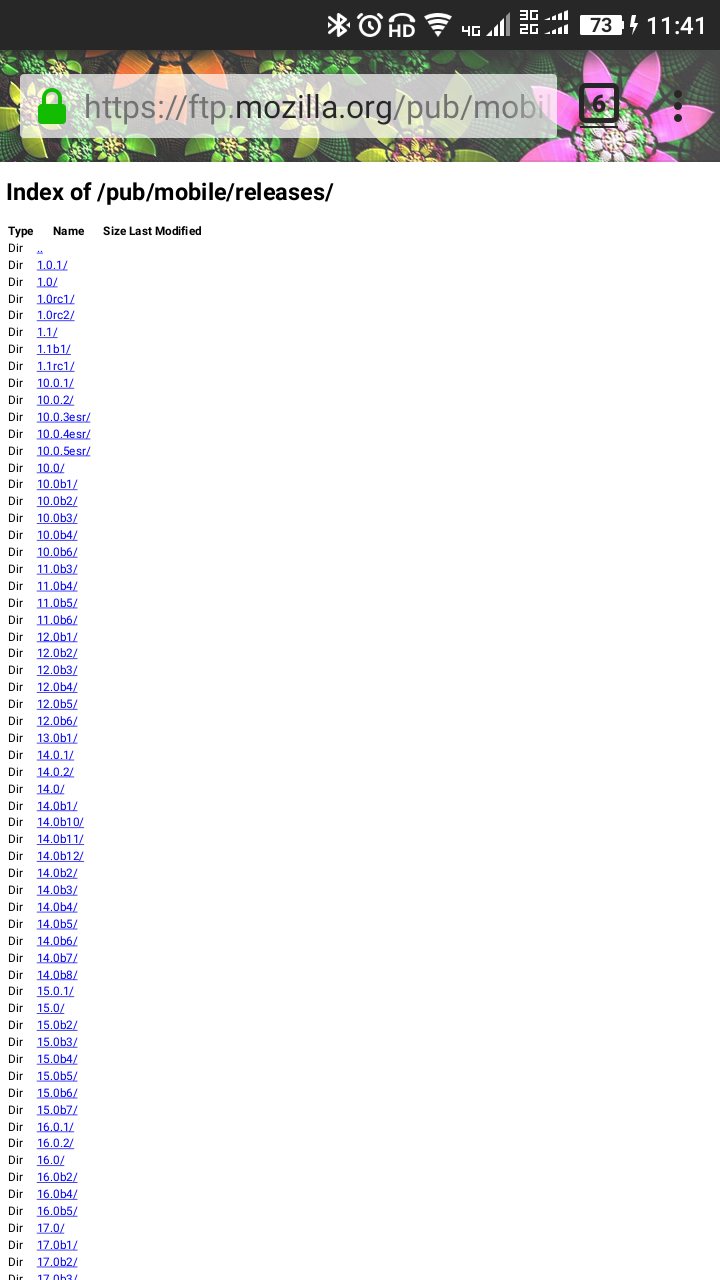 HD 4G 3G 2G 73 11:41
https://ftp.mozilla.org/pub/mobil 6
Index of /pub/mobile/releases/
Type Name Size Last Modified
Dir ..
Dir 1.0.1/
Dir 1.0/
Dir 1.0rc1/
Dir 1.0rc2/
Dir 1.1/
Dir 1.1b1/
Dir 1.1rc1/
Dir 10.0.1/
Dir 10.0.2/
Dir 10.0.3esr/
Dir 10.0.4esr/
Dir 10.0.5esr/
Dir 10.0/
Dir 10.0b1/
Dir 10.0b2/
Dir 10.0b3/
Dir 10.0b4/
Dir 10.0b6/
Dir 11.0b3/
Dir 11.0b4/
Dir 11.0b5/
Dir 11.0b6/
Dir 12.0b1/
Dir 12.0b2/
Dir 12.0b3/
Dir 12.0b4/
Dir 12.0b5/
Dir 12.0b6/
Dir 13.0b1/
Dir 14.0.1/
Dir 14.0.2/
Dir 14.0/
Dir 14.0b1/
Dir 14.0b10/
Dir 14.0b11/
Dir 14.0b12/
Dir 14.0b2/
Dir 14.0b3/
Dir 14.0b4/
Dir 14.0b5/
Dir 14.0b6/
Dir 14.0b7/
Dir 14.0b8/
Dir 15.0.1/
Dir 15.0/
Dir 15.0b2/
Dir 15.0b3/
Dir 15.0b4/
Dir 15.0b5/
Dir 15.0b6/
Dir 15.0b7/
Dir 16.0.1/
Dir 16.0.2/
Dir 16.0/
Dir 16.0b2/
Dir 16.0b4/
Dir 16.0b5/
Dir 17.0/
Dir 17.0b1/
Dir 17.0b2/
Dir 17.0b3/